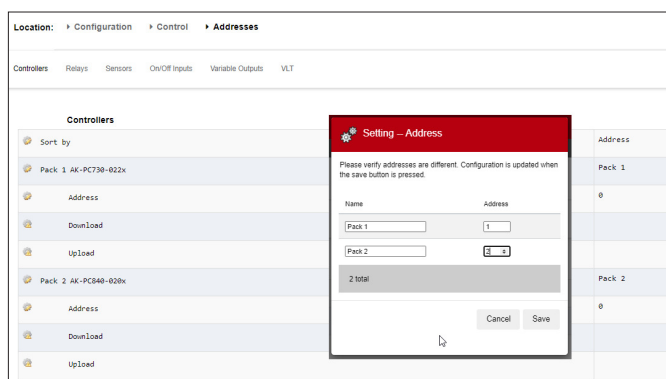 Location: Configuration Control Addresses
Controllers Relays Sensors On/Off Inputs Variable Outputs VLT
Controllers
Sort by Address
Pack 1 AK-PC730-022x Pack 1
Address 0
Download
Upload
Pack 2 AK-PC840-020x Pack 2
Address 0
Download
Upload
Setting – Address
Please verify addresses are different. Configuration is updated when
the save button is pressed.
Name Address
Pack 1 1
Pack 2 2
2 total
Cancel Save